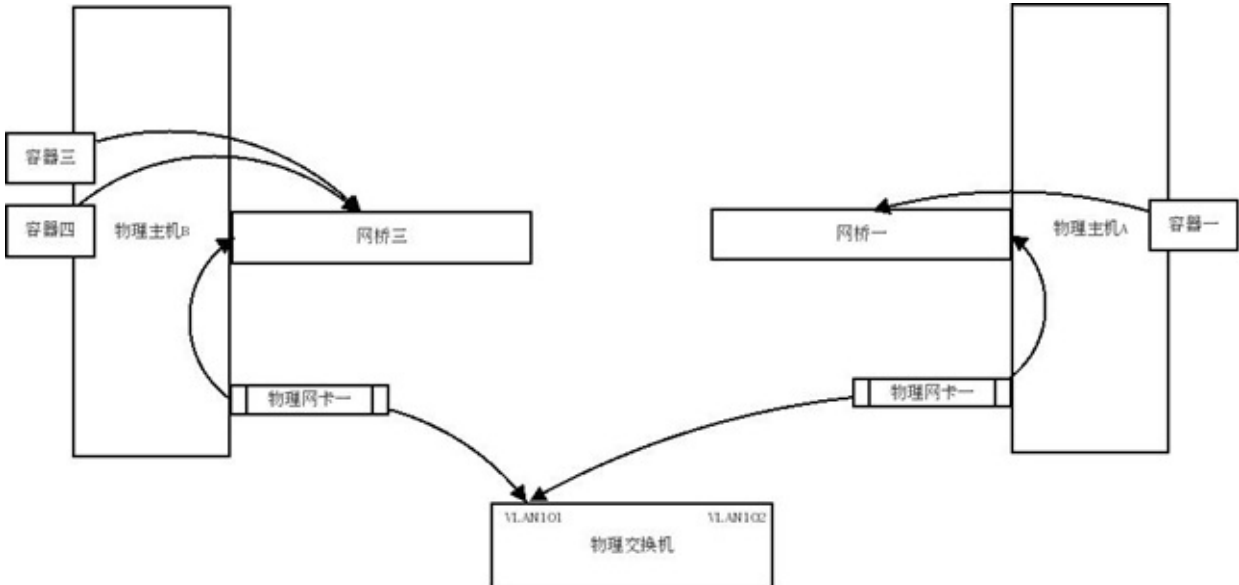 容器三
容器四
物理主机B
网桥三
网桥一
物理主机A
容器一
物理网卡一
物理网卡一
VLAN101
VLAN102
物理交换机